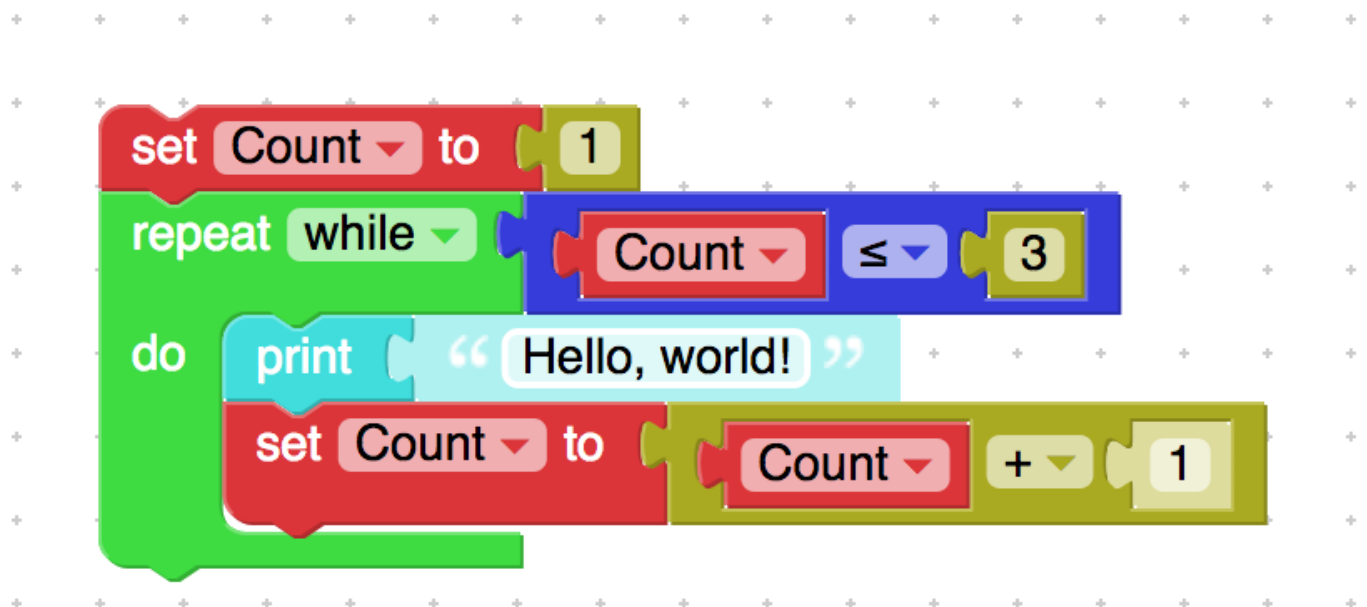 set Count to 1
repeat while Count ≤ 3
do print “ Hello, world! ”
set Count to Count + 1